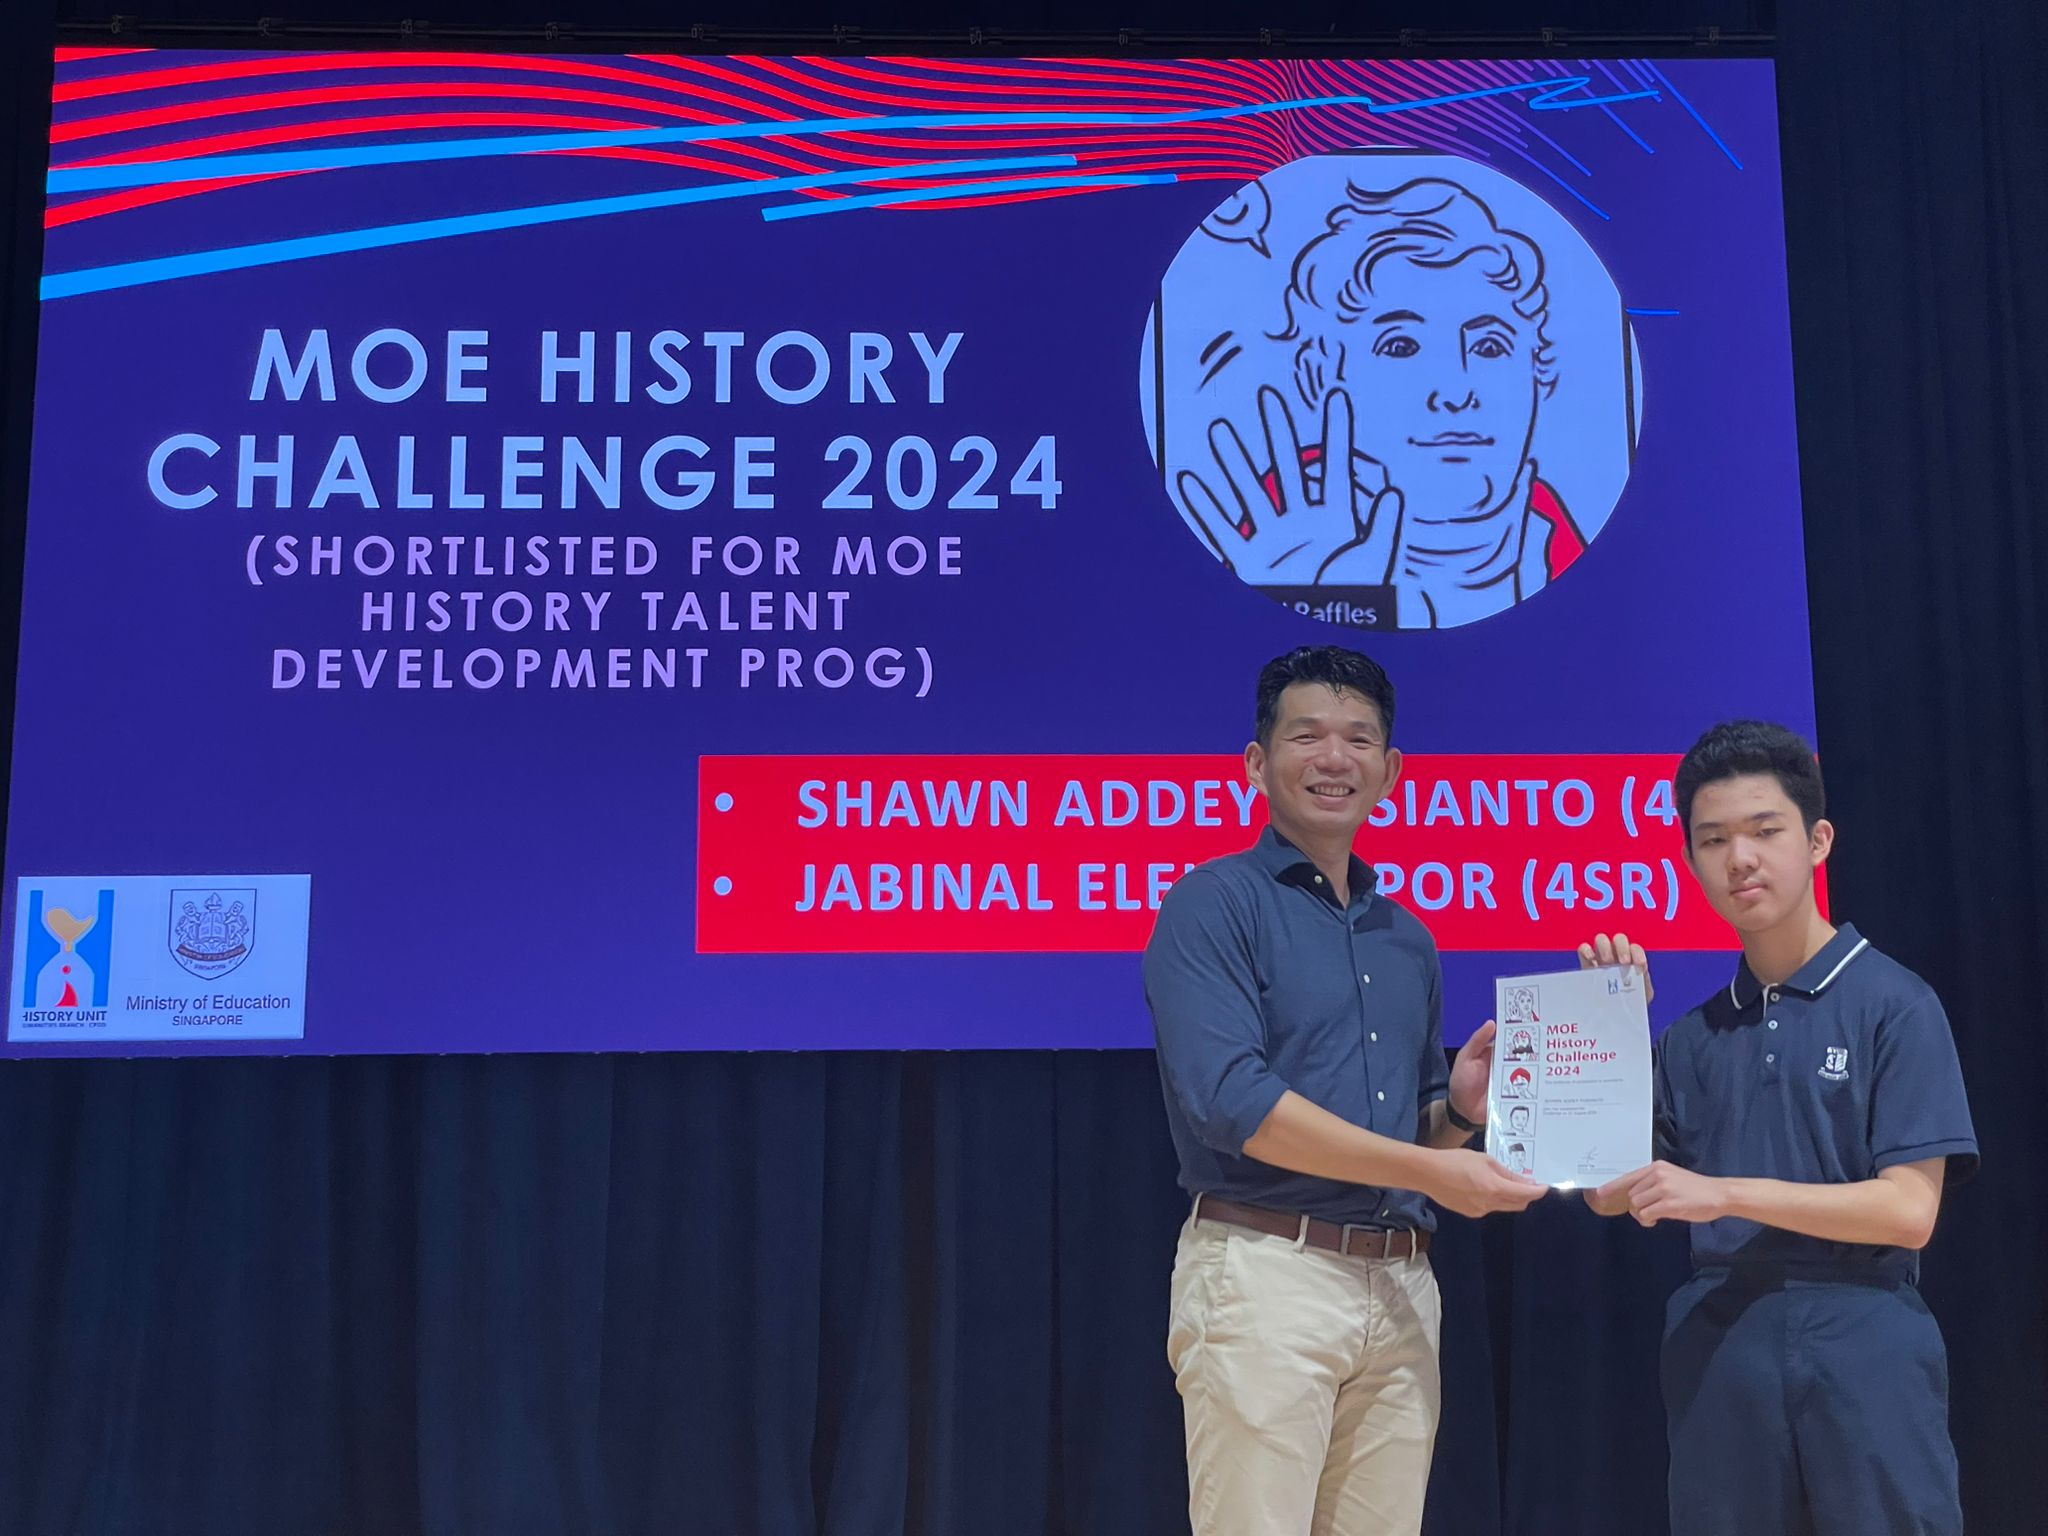 MOE HISTORY
CHALLENGE 2024
(SHORTLISTED FOR MOE
HISTORY TALENT
DEVELOPMENT PROG)
Raffles
• SHAWN ADDEY SIANTO (4
• JABINAL ELE POR (4SR)
HISTORY UNIT
Ministry of Education
SINGAPORE
MOE
History
Challenge
2024